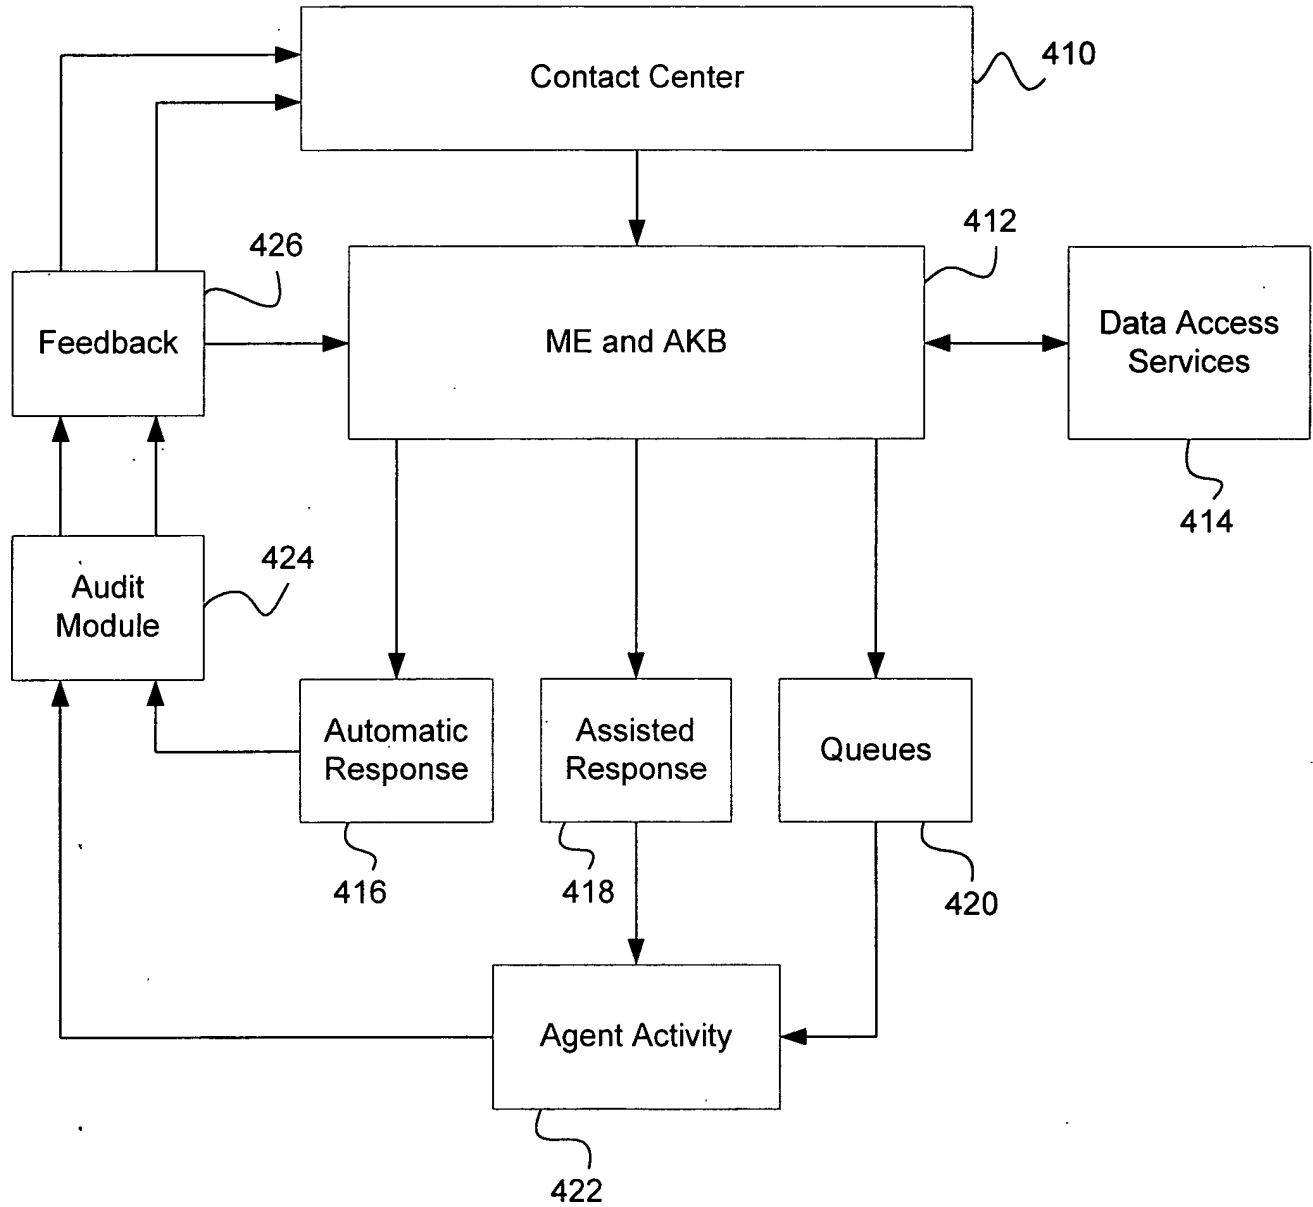 Contact Center
410
426
412
Feedback
ME and AKB
Data Access
Services
414
424
Audit
Module
Automatic
Response
Assisted
Response
Queues
416
418
420
Agent Activity
422